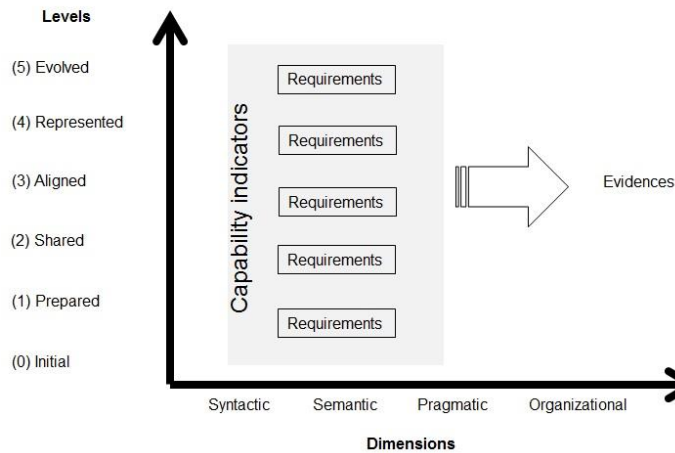 Levels
(5) Evolved
Requirements
(4) Represented
Requirements
(3) Aligned
Requirements
Evidences
(2) Shared
Requirements
(1) Prepared
Requirements
(0) Initial
Capability indicators
Syntactic Semantic Pragmatic Organizational
Dimensions